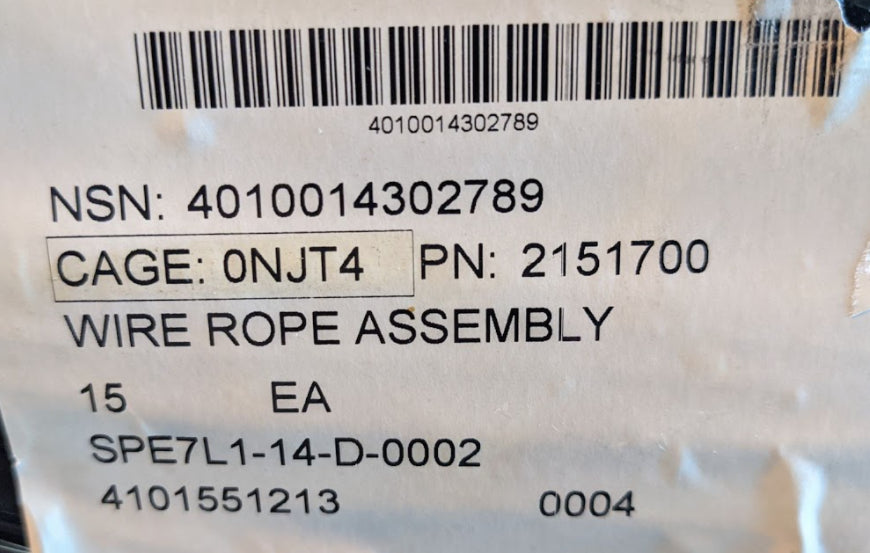 4010014302789
NSN: 4010014302789
CAGE: 0NJT4 PN: 2151700
WIRE ROPE ASSEMBLY
15 EA
SPE7L1-14-D-0002
4101551213 0004